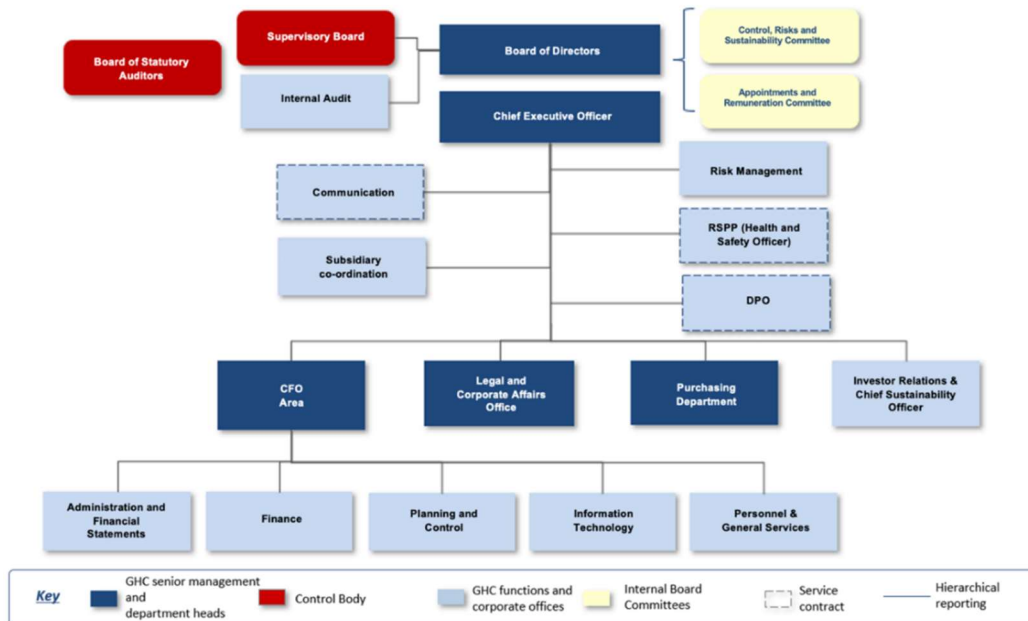 Supervisory Board
Board of Directors
Control, Risks and
Sustainability Committee
Board of Statutory
Auditors
Internal Audit
Appointments and
Remuneration Committee
Chief Executive Officer
Communication
Risk Management
RSPP (Health and
Safety Officer)
Subsidiary
co-ordination
DPO
CFO
Area
Legal and
Corporate Affairs
Office
Purchasing
Department
Investor Relations &
Chief Sustainability
Officer
Administration and
Financial
Statements
Finance
Planning and
Control
Information
Technology
Personnel &
General Services
Key
GHC senior management
and
department heads
Control Body
GHC functions and
corporate offices
Internal Board
Committees
Service
contract
Hierarchical
reporting